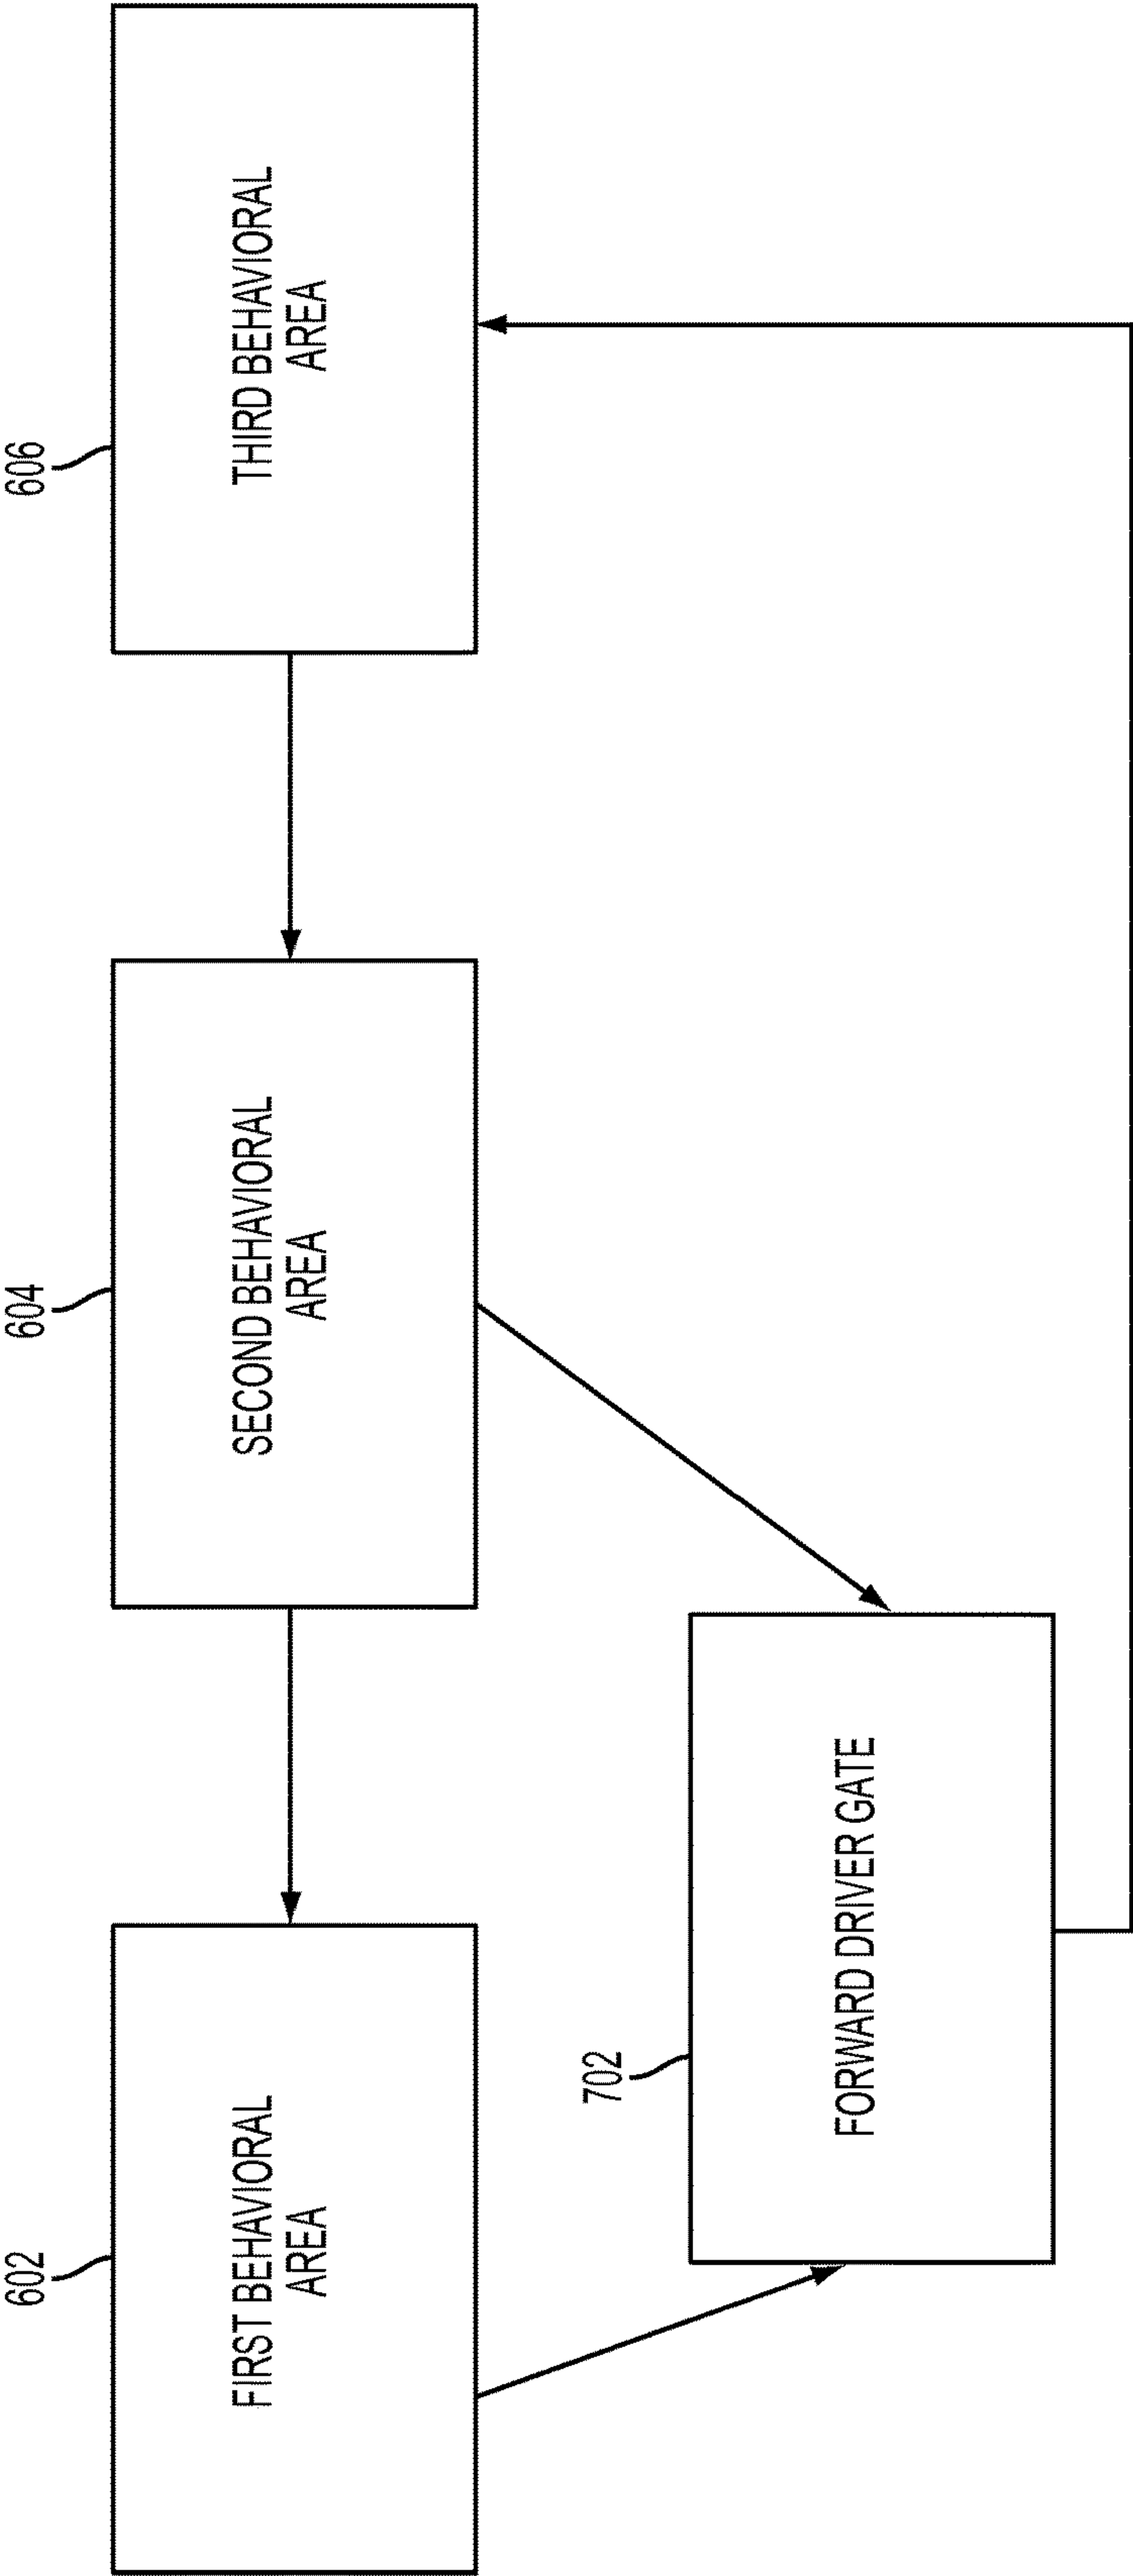 602
FIRST BEHAVIORAL
AREA
604
SECOND BEHAVIORAL
AREA
606
THIRD BEHAVIORAL
AREA
702
FORWARD DRIVER GATE